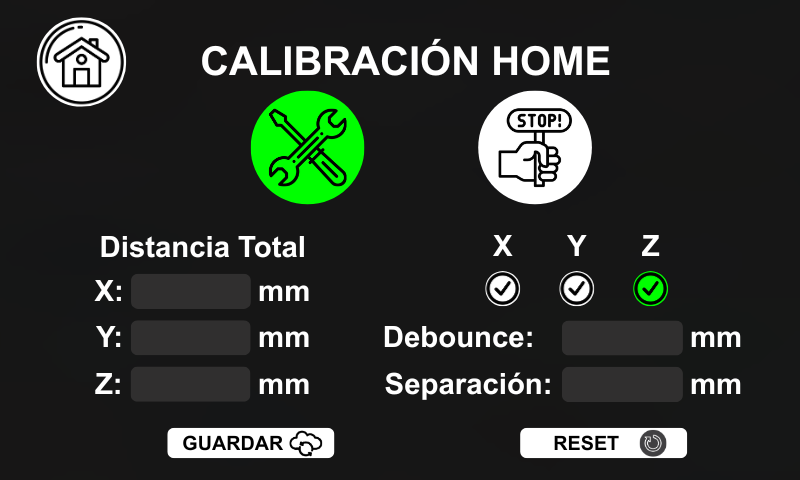 CALIBRACIÓN HOME
STOP!
Distancia Total
X: mm
Y: mm
Z: mm
X Y Z
Debounce: mm
Separación: mm
GUARDAR
RESET